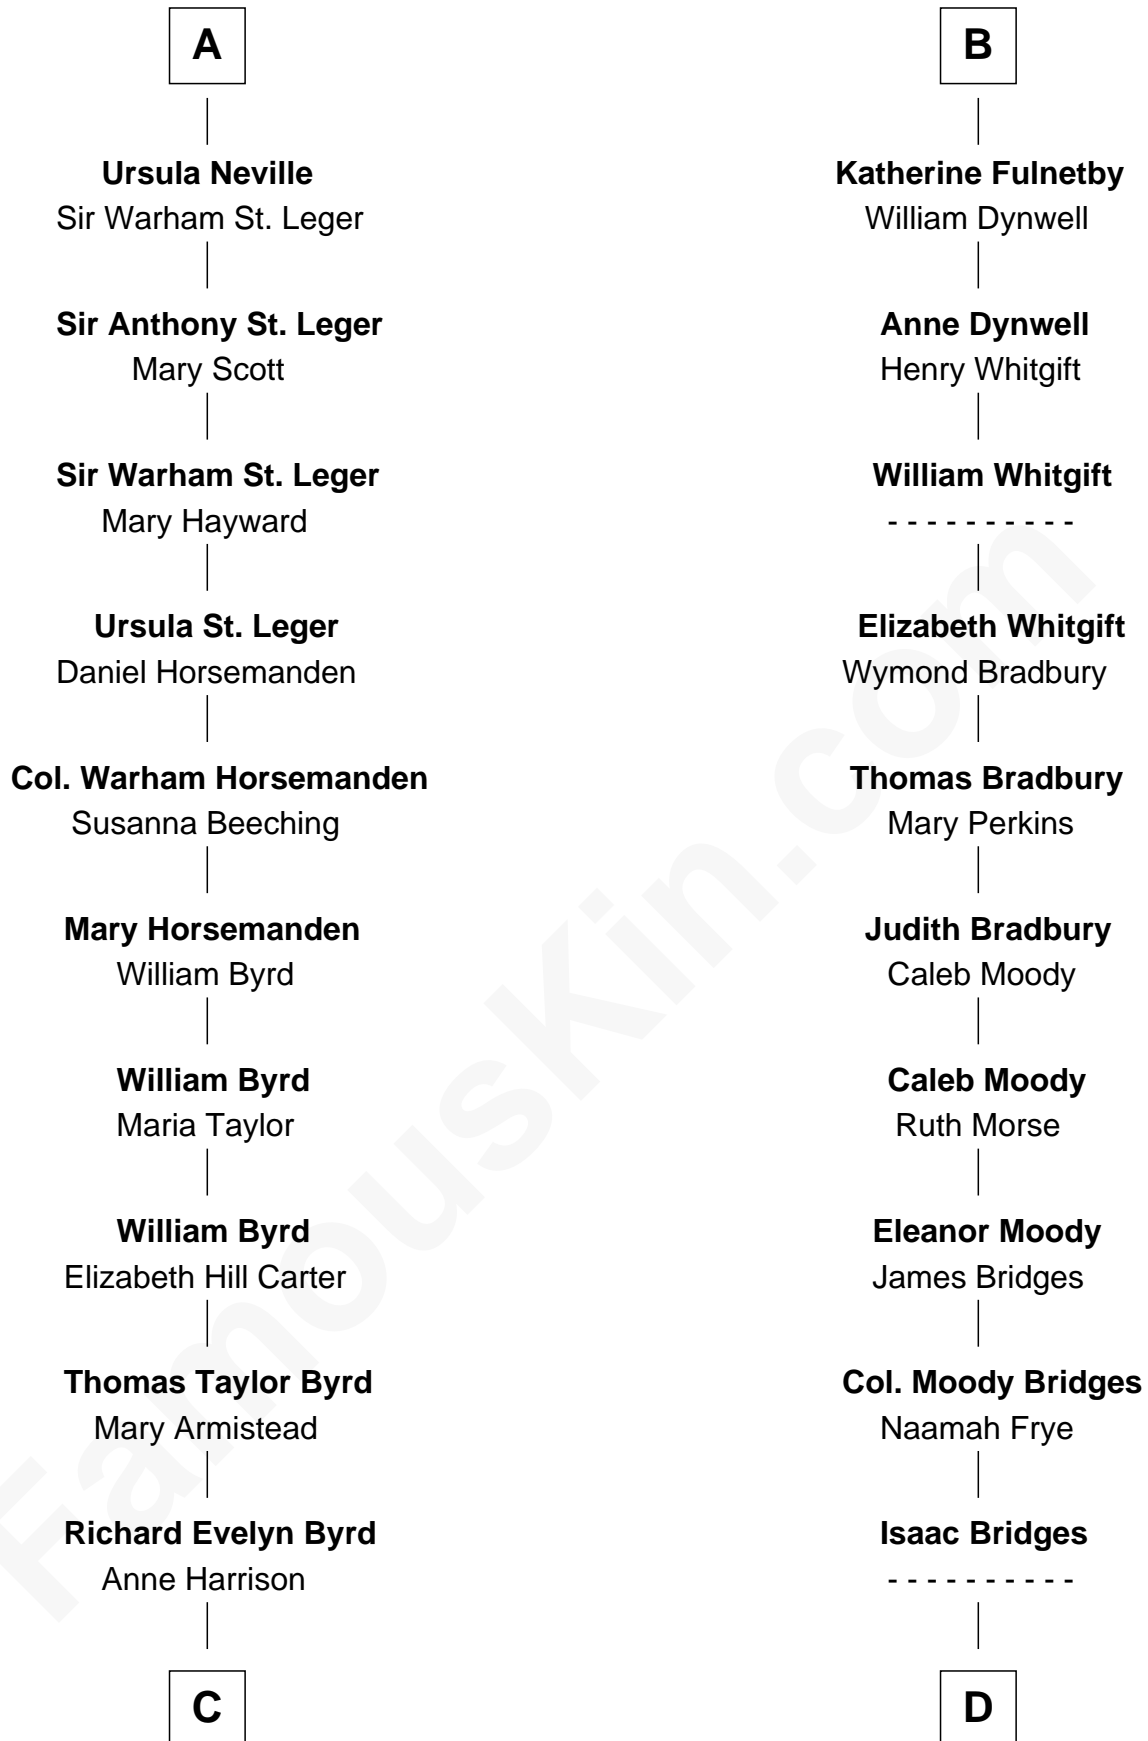 A
Ursula Neville
Sir Warham St. Leger
Sir Anthony St. Leger
Mary Scott
Sir Warham St. Leger
Mary Hayward
Ursula St. Leger
Daniel Horsemanden
Col. Warham Horsemanden
Susanna Beeching
Mary Horsemanden
William Byrd
William Byrd
Maria Taylor
William Byrd
Elizabeth Hill Carter
Thomas Taylor Byrd
Mary Armistead
Richard Evelyn Byrd
Anne Harrison
C
B
Katherine Fulnetby
William Dynwell
Anne Dynwell
Henry Whitgift
William Whitgift
- - - - - - - - - -
Elizabeth Whitgift
Wymond Bradbury
Thomas Bradbury
Mary Perkins
Judith Bradbury
Caleb Moody
Caleb Moody
Ruth Morse
Eleanor Moody
James Bridges
Col. Moody Bridges
Naamah Frye
Isaac Bridges
- - - - - - - - - -
D
FamousKin.com